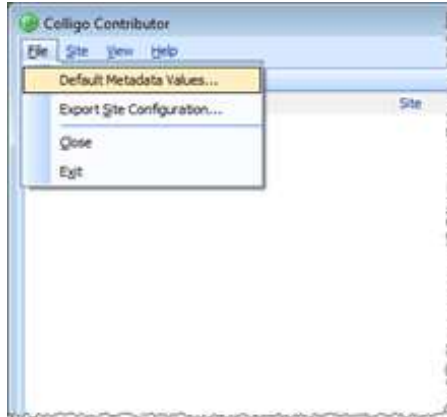 Colligo Contributor
File Site View Help
Default Metadata Values...
Site
Export Site Configuration...
Close
Exit